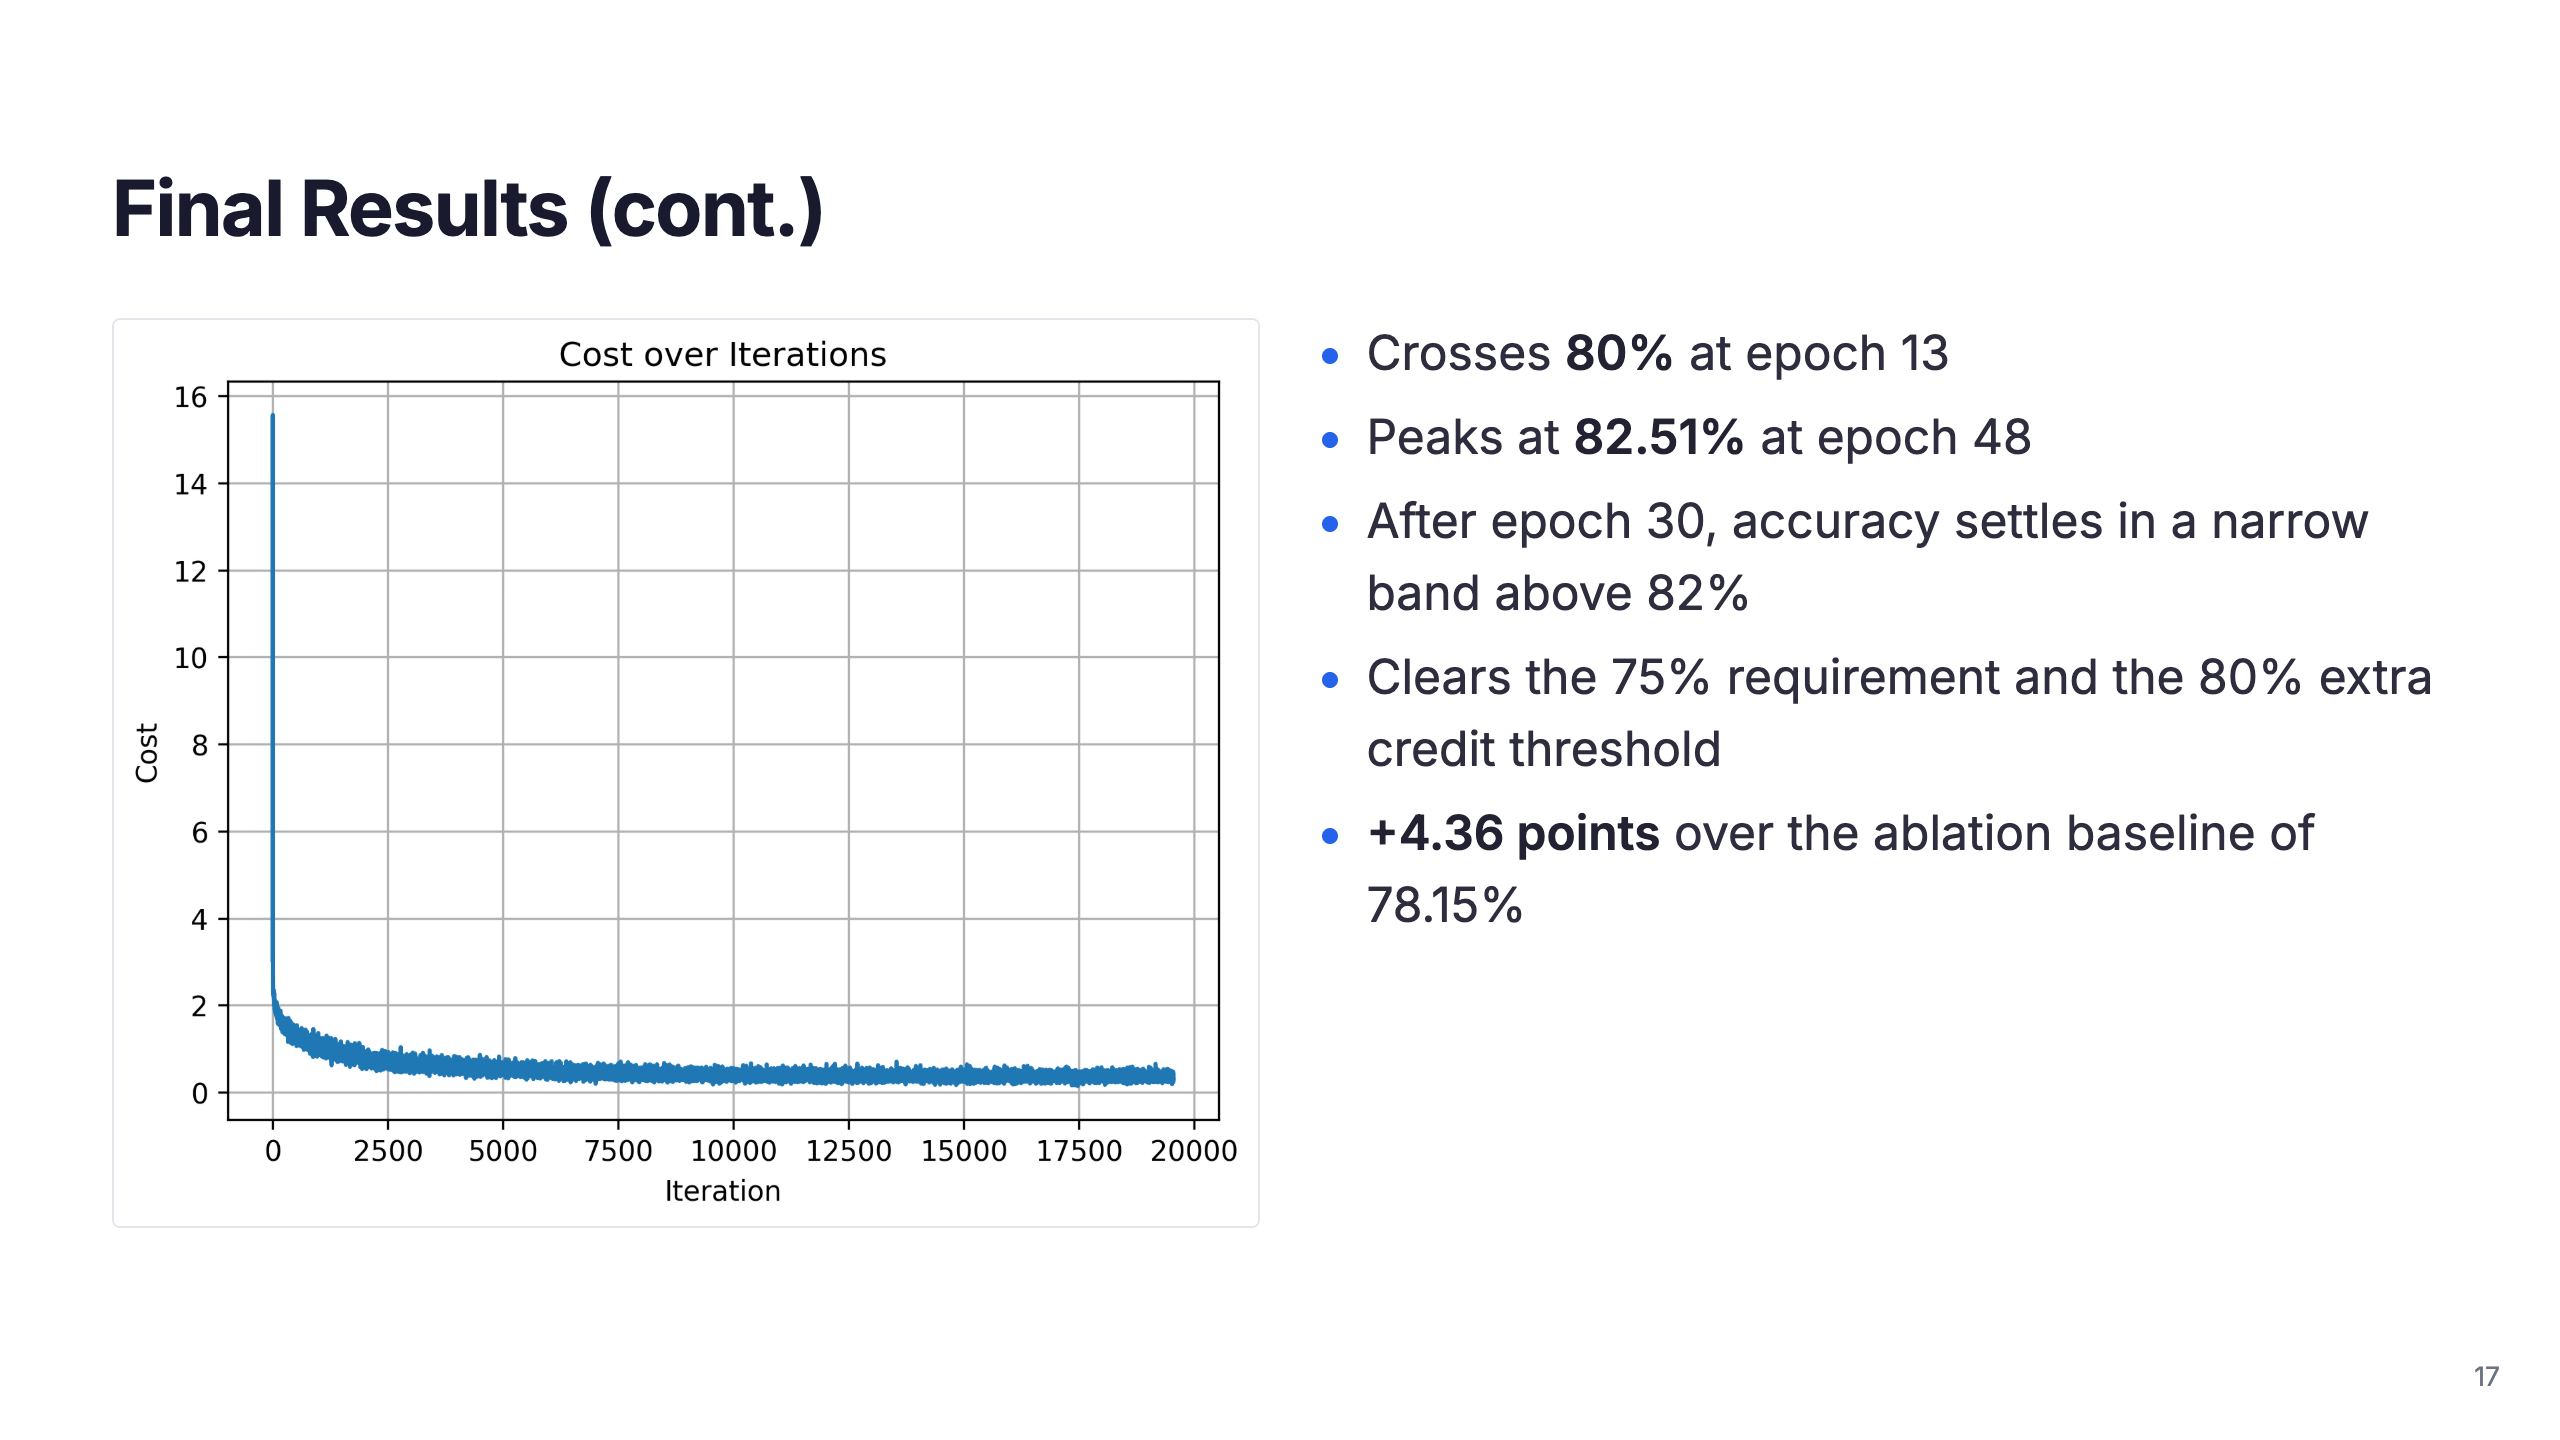 Final Results (cont.)
Cost over Iterations
16
14
12
10
8
6
4
2
0
Cost
0 2500 5000 7500 10000 12500 15000 17500 20000
Iteration
• Crosses 80% at epoch 13
• Peaks at 82.51% at epoch 48
• After epoch 30, accuracy settles in a narrow
band above 82%
• Clears the 75% requirement and the 80% extra
credit threshold
• +4.36 points over the ablation baseline of
78.15%
17